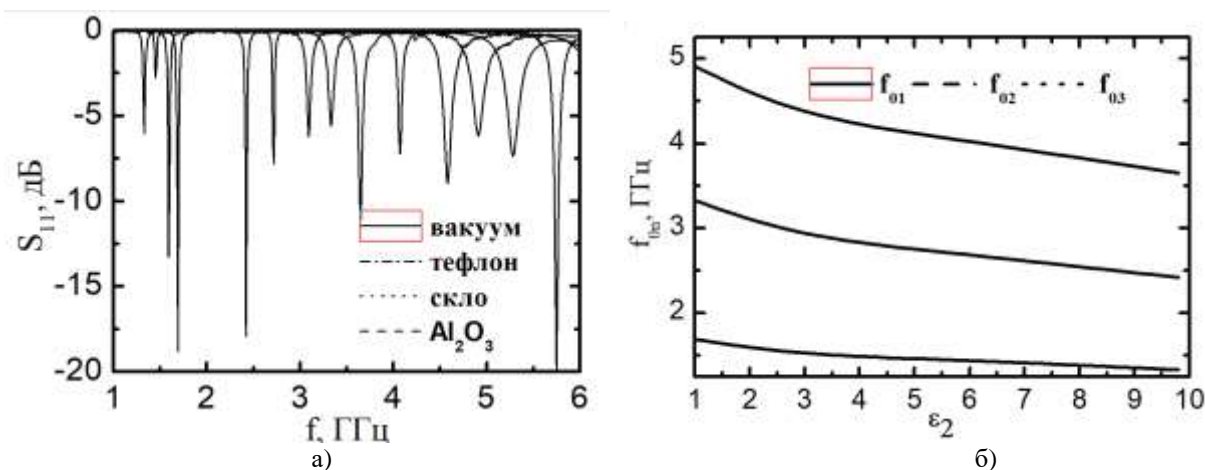 0
-5
-10
-15
-20
S₁₁, дБ
вакуум
тефлон
скло
Al₂O₃
1 2 3 4 5 6
f, ГГц
а)
5
4
3
2
f₀ₙ, ГГц
f₀₁ f₀₂ f₀₃
1 2 3 4 5 6 7 8 9 10
ε₂
б)